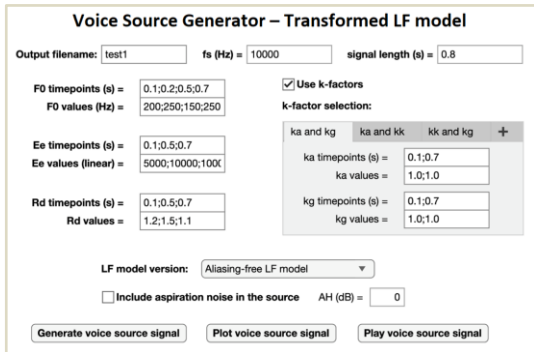 Voice Source Generator – Transformed LF model
Output filename: test1 fs (Hz) = 10000 signal length (s) = 0.8
F0 timepoints (s) = 0.1;0.2;0.5;0.7
F0 values (Hz) = 200;250;150;250
Use k-factors
k-factor selection:
Ee timepoints (s) = 0.1;0.5;0.7
Ee values (linear) = 5000;10000;100(
ka and kg ka and kk kk and kg +
ka timepoints (s) = 0.1;0.7
ka values = 1.0;1.0
Rd timepoints (s) = 0.1;0.5;0.7
Rd values = 1.2;1.5;1.1
kg timepoints (s) = 0.1;0.7
kg values = 1.0;1.0
LF model version: Aliasing-free LF model
Include aspiration noise in the source AH (dB) = 0
Generate voice source signal Plot voice source signal Play voice source signal